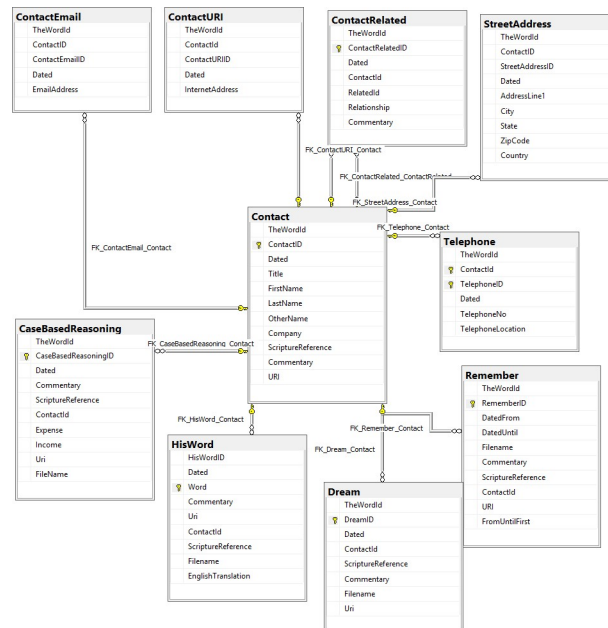 ContactEmail
TheWordId
ContactID
ContactEmailID
Dated
EmailAddress
ContactURI
TheWordId
ContactId
ContactURIID
Dated
InternetAddress
ContactRelated
TheWordId
ContactRelatedID
Dated
ContactId
RelatedId
Relationship
Commentary
StreetAddress
TheWordId
ContactID
StreetAddressID
Dated
AddressLine1
City
State
ZipCode
Country
FK_ContactURI_Contact
FK_ContactRelated_ContactRelated
FK_StreetAddress_Contact
FK_Telephone_Contact
FK_ContactEmail_Contact
Contact
TheWordId
ContactID
Dated
Title
FirstName
LastName
OtherName
Company
ScriptureReference
Commentary
URI
Telephone
TheWordId
ContactId
TelephoneID
Dated
TelephoneNo
TelephoneLocation
CaseBasedReasoning
TheWordId
CaseBasedReasoningID
Dated
Commentary
ScriptureReference
ContactId
Expense
Income
Uri
FileName
FK_CaseBasedReasoning_Contact
FK_HisWord_Contact
FK_Remember_Contact
FK_Dream_Contact
Remember
TheWordId
RememberID
DatedFrom
DatedUntil
Filename
Commentary
ScriptureReference
ContactId
URI
FromUntilFirst
HisWord
HisWordID
Dated
Word
Commentary
Uri
ContactId
ScriptureReference
Filename
EnglishTranslation
Dream
TheWordId
DreamID
Dated
ContactId
ScriptureReference
Commentary
Filename
Uri